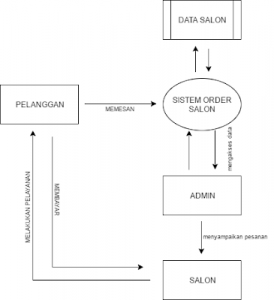 DATA SALON
PELANGGAN
MEMESAN
SISTEM ORDER
SALON
mengakses data
MELAKUKAN PELAYANAN
MEMBAYAR
ADMIN
menyampaikan pesanan
SALON